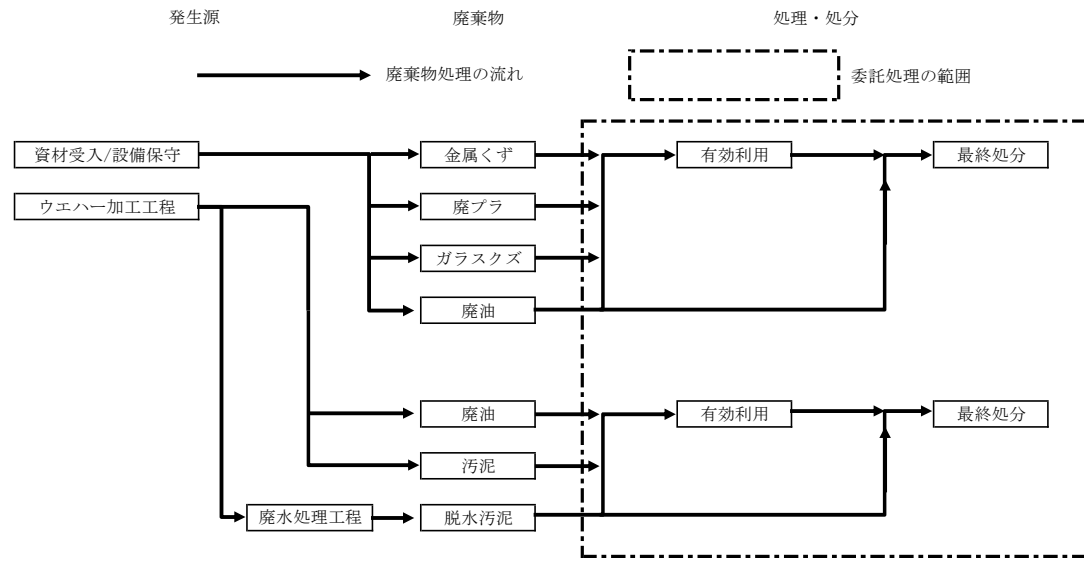 発生源 廃棄物 処理・処分
廃棄物処理の流れ 委託処理の範囲
資材受入/設備保守 金属くず 有効利用 最終処分
ウエハー加工工程 廃プラ
ガラスクズ
廃油
廃油 有効利用 最終処分
汚泥
廃水処理工程 脱水汚泥